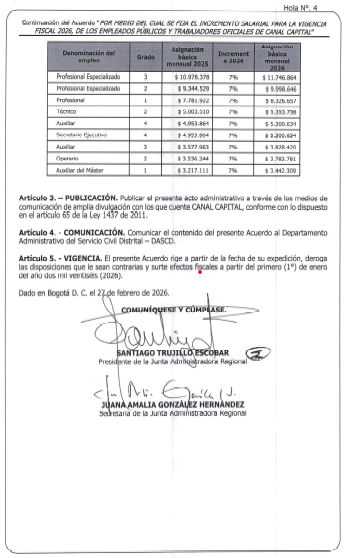 Hoja N°. 4
Continuación del Acuerdo "POR MEDIO DEL CUAL SE FIJA EL INCREMENTO SALARIAL PARA LA VIGENCIA
FISCAL 2026, DE LOS EMPLEADOS PÚBLICOS Y TRABAJADORES OFICIALES DE CANAL CAPITAL"
Denominación del empleo Grado Asignación básica mensual 2025 Increment o 2026 Asignación básica mensual 2026
Profesional Especializado 3 $ 10.978.378 7% $ 11.746.864
Profesional Especializado 2 $ 9.344.529 7% $ 9.998.646
Profesional 1 $ 7.781.922 7% $ 8.326.657
Técnico 2 $ 5.003.510 7% $ 5.353.756
Auxiliar 4 $ 4.953.864 7% $ 5.300.634
Secretario Ejecutivo 4 $ 4.953.864 7% $ 5.300.634
Auxiliar 3 $ 3.577.963 7% $ 3.828.420
Operario 2 $ 3.536.244 7% $ 3.783.781
Auxiliar del Máster 1 $ 3.217.111 7% $ 3.442.309
Artículo 3. – PUBLICACIÓN. Publicar el presente acto administrativo a través de los medios de
comunicación de amplia divulgación con los que cuente CANAL CAPITAL, conforme con lo dispuesto
en el artículo 65 de la Ley 1437 de 2011.
Artículo 4. - COMUNICACIÓN. Comunicar el contenido del presente Acuerdo al Departamento
Administrativo del Servicio Civil Distrital – DASCD.
Artículo 5. - VIGENCIA. El presente Acuerdo rige a partir de la fecha de su expedición, deroga
las disposiciones que le sean contrarias y surte efectos fiscales a partir del primero (1°) de enero
del año dos mil veintiséis (2026).
Dado en Bogotá D. C. el 27 de febrero de 2026.
COMUNÍQUESE Y CÚMPLASE.
SANTIAGO TRUJILLO ESCOBAR
Presidente de la Junta Administradora Regional
JUANA AMALIA GONZÁLEZ HERNÁNDEZ
Secretaria de la Junta Administradora Regional